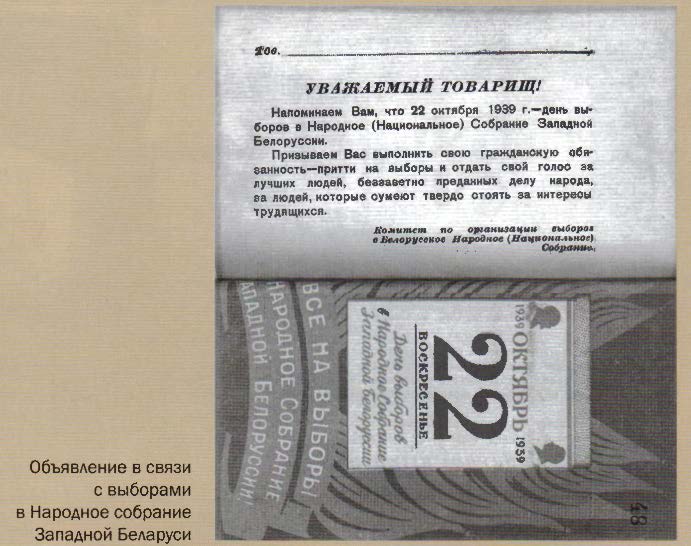 Тов.
УВАЖАЕМЫЙ ТОВАРИЩ!
Напоминаем Вам, что 22 октября 1939 г.—день вы-
боров в Народное (Национальное) Собрание Западной
Белоруссии.
Призываем Вас выполнить свою гражданскую обя-
занность—притти на выборы и отдать свой голос за
лучших людей, беззаветно преданных делу народа,
за людей, которые сумеют твердо стоять за интересы
трудящихся.
Комитет по организации выборов
в Белорусское Народное (Национальное)
Собрание.
ВСЕ НА ВЫБОРЫ
В НАРОДНОЕ СОБРАНИЕ
ЗАПАДНОЙ БЕЛОРУССИИ!
1939 ОКТЯБРЬ 1939
22
ВОСКРЕСЕНЬЕ
День выборов
в Народное Собрание
Западной Белоруссии
48
Объявление в связи
с выборами
в Народное собрание
Западной Беларуси